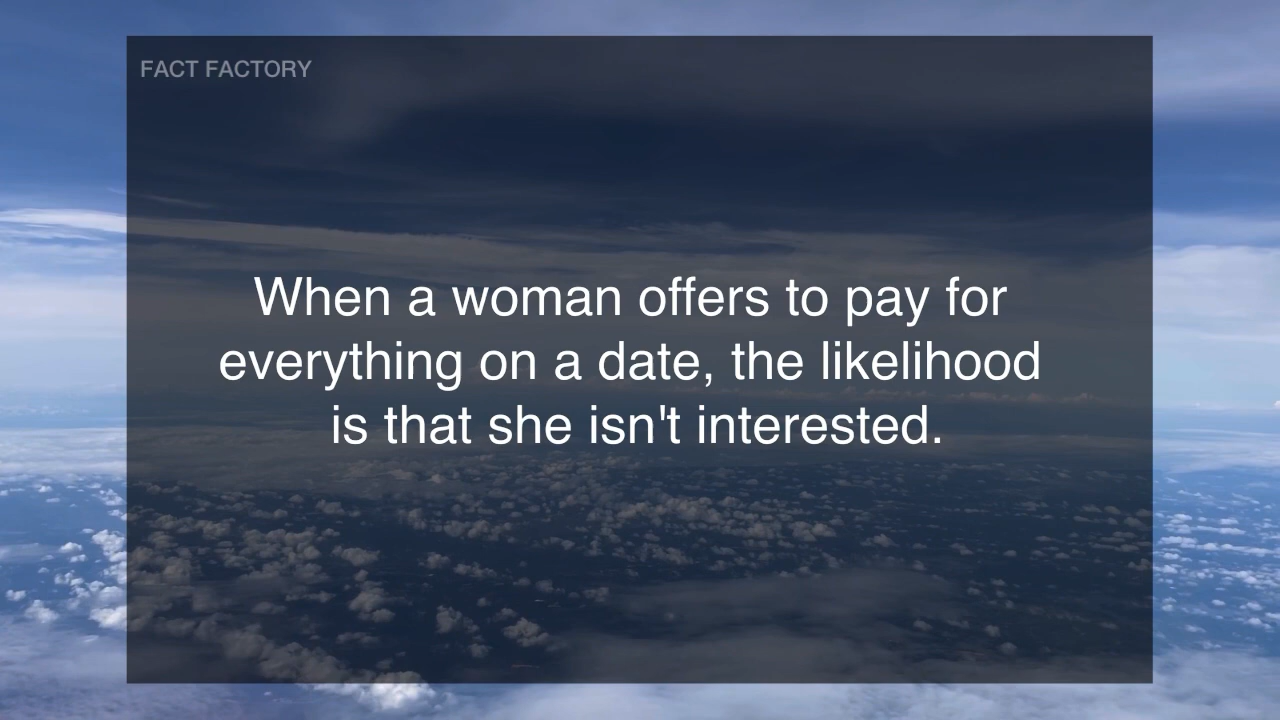 FACT FACTORY
When a woman offers to pay for
everything on a date, the likelihood
is that she isn't interested.